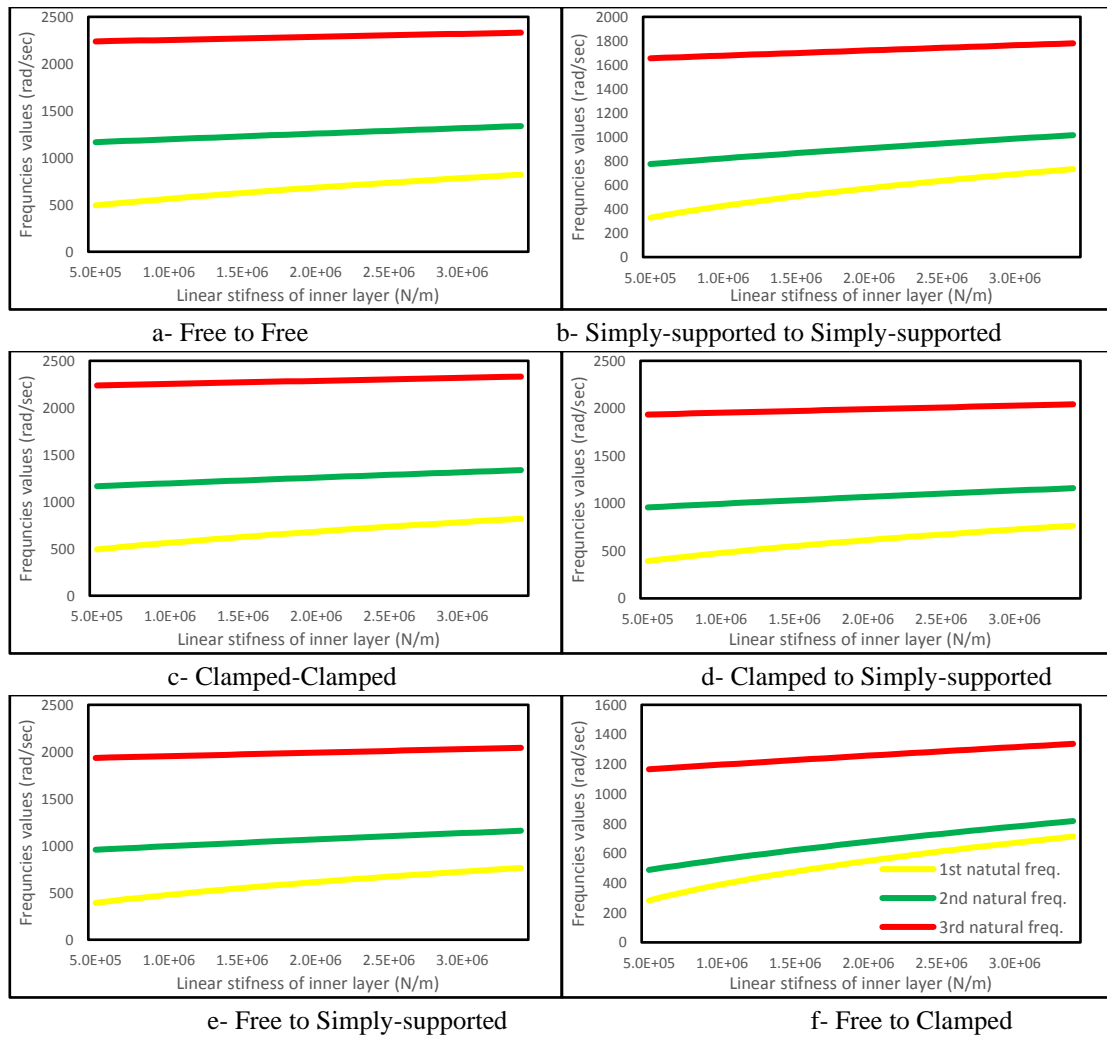 Frequncies values (rad/sec)
2500
2000
1500
1000
500
0
5.0E+05 1.0E+06 1.5E+06 2.0E+06 2.5E+06 3.0E+06
Linear stifness of inner layer (N/m)
a- Free to Free
Frequncies values (rad/sec)
2000
1800
1600
1400
1200
1000
800
600
400
200
0
5.0E+05 1.0E+06 1.5E+06 2.0E+06 2.5E+06 3.0E+06
Linear stifness of inner layer (N/m)
b- Simply-supported to Simply-supported
Frequncies values (rad/sec)
2500
2000
1500
1000
500
0
5.0E+05 1.0E+06 1.5E+06 2.0E+06 2.5E+06 3.0E+06
Linear stifness of inner layer (N/m)
c- Clamped-Clamped
Frequncies values (rad/sec)
2500
2000
1500
1000
500
0
5.0E+05 1.0E+06 1.5E+06 2.0E+06 2.5E+06 3.0E+06
Linear stifness of inner layer (N/m)
d- Clamped to Simply-supported
Frequncies values (rad/sec)
2500
2000
1500
1000
500
0
5.0E+05 1.0E+06 1.5E+06 2.0E+06 2.5E+06 3.0E+06
Linear stifness of inner layer (N/m)
e- Free to Simply-supported
Frequncies values (rad/sec)
1600
1400
1200
1000
800
600
400
200
0
1st natutal freq.
2nd natural freq.
3rd natural freq.
5.0E+05 1.0E+06 1.5E+06 2.0E+06 2.5E+06 3.0E+06
Linear stifness of inner layer (N/m)
f- Free to Clamped